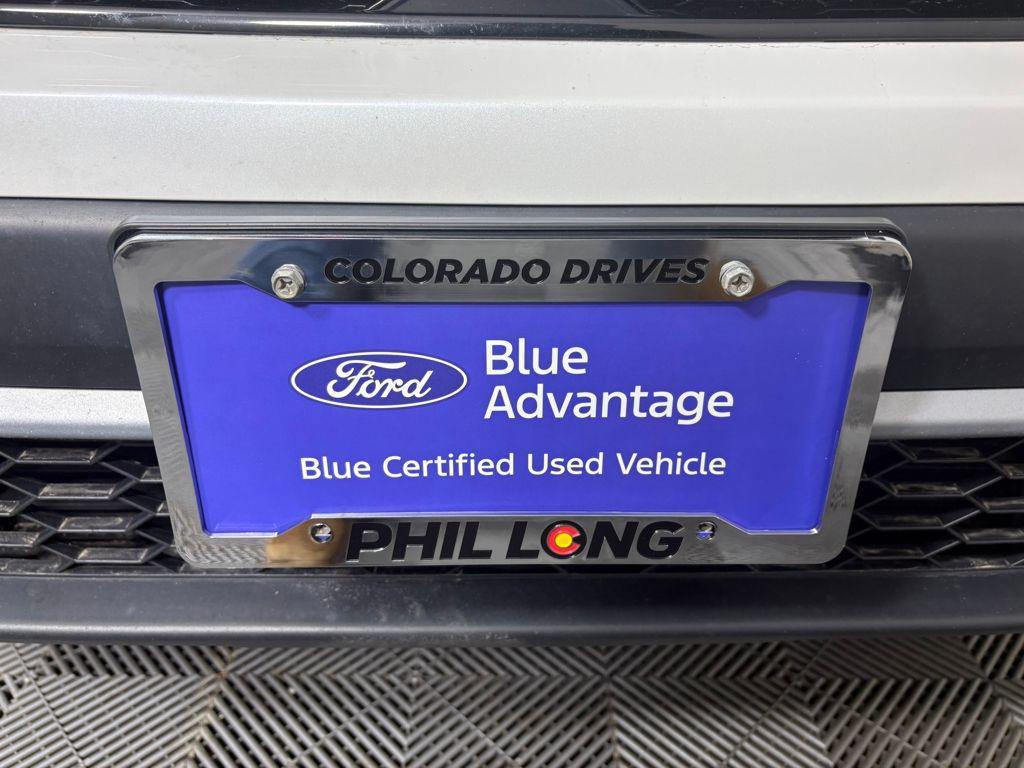 COLORADO DRIVES
Ford
Blue
Advantage
Blue Certified Used Vehicle
PHIL LONG